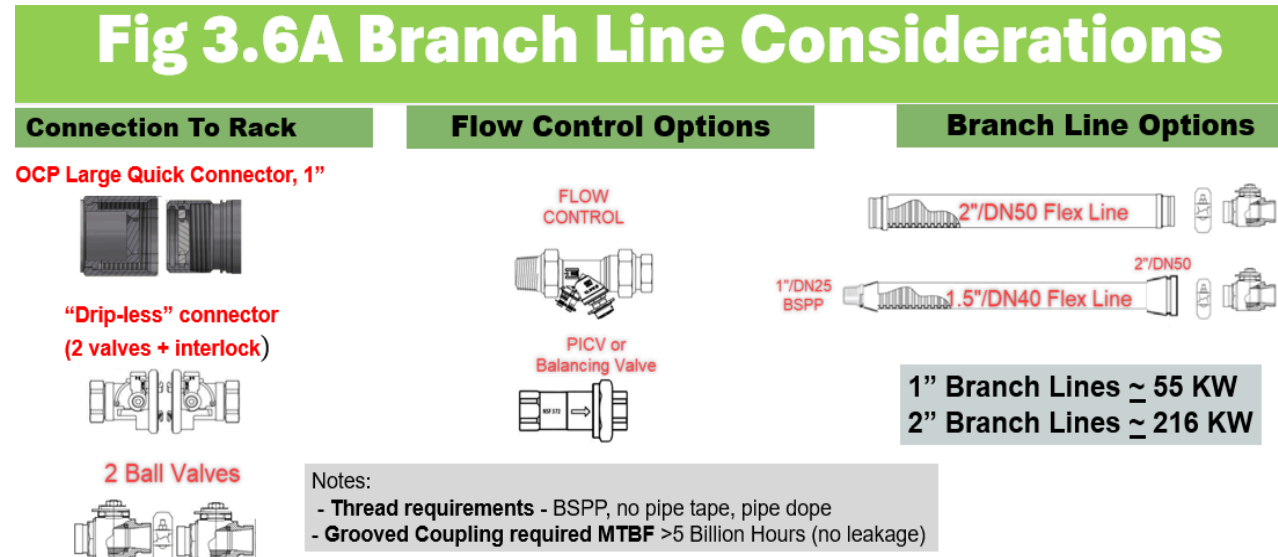 Fig 3.6A Branch Line Considerations
Connection To Rack
OCP Large Quick Connector, 1”
“Drip-less” connector
(2 valves + interlock)
2 Ball Valves
Flow Control Options
FLOW
CONTROL
PICV or
Balancing Valve
NSF 372
Branch Line Options
2"/DN50 Flex Line
2"/DN50
1"/DN25
BSPP
1.5"/DN40 Flex Line
1” Branch Lines ~ 55 KW
2” Branch Lines ~ 216 KW
Notes:
- Thread requirements - BSPP, no pipe tape, pipe dope
- Grooved Coupling required MTBF >5 Billion Hours (no leakage)